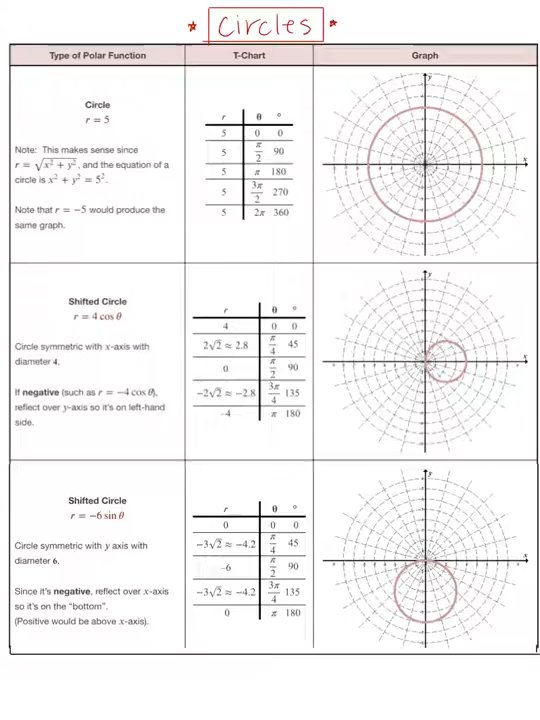 * Circles *
Type of Polar Function T-Chart Graph
Circle
r = 5
Note: This makes sense since
r = √(x² + y²), and the equation of a
circle is x² + y² = 5².
Note that r = −5 would produce the
same graph.
r θ °
5 0 0
5 π/2 90
5 π 180
5 3π/2 270
5 2π 360
y
x
Shifted Circle
r = 4 cos θ
Circle symmetric with x-axis with
diameter 4.
If negative (such as r = −4 cos θ),
reflect over y-axis so it's on left-hand
side.
r θ °
4 0 0
2√2 ≈ 2.8 π/4 45
0 π/2 90
−2√2 ≈ −2.8 3π/4 135
−4 π 180
y
x
Shifted Circle
r = −6 sin θ
Circle symmetric with y axis with
diameter 6.
Since it's negative, reflect over x-axis
so it's on the "bottom".
(Positive would be above x-axis).
r θ °
0 0 0
−3√2 ≈ −4.2 π/4 45
−6 π/2 90
−3√2 ≈ −4.2 3π/4 135
0 π 180
y
x